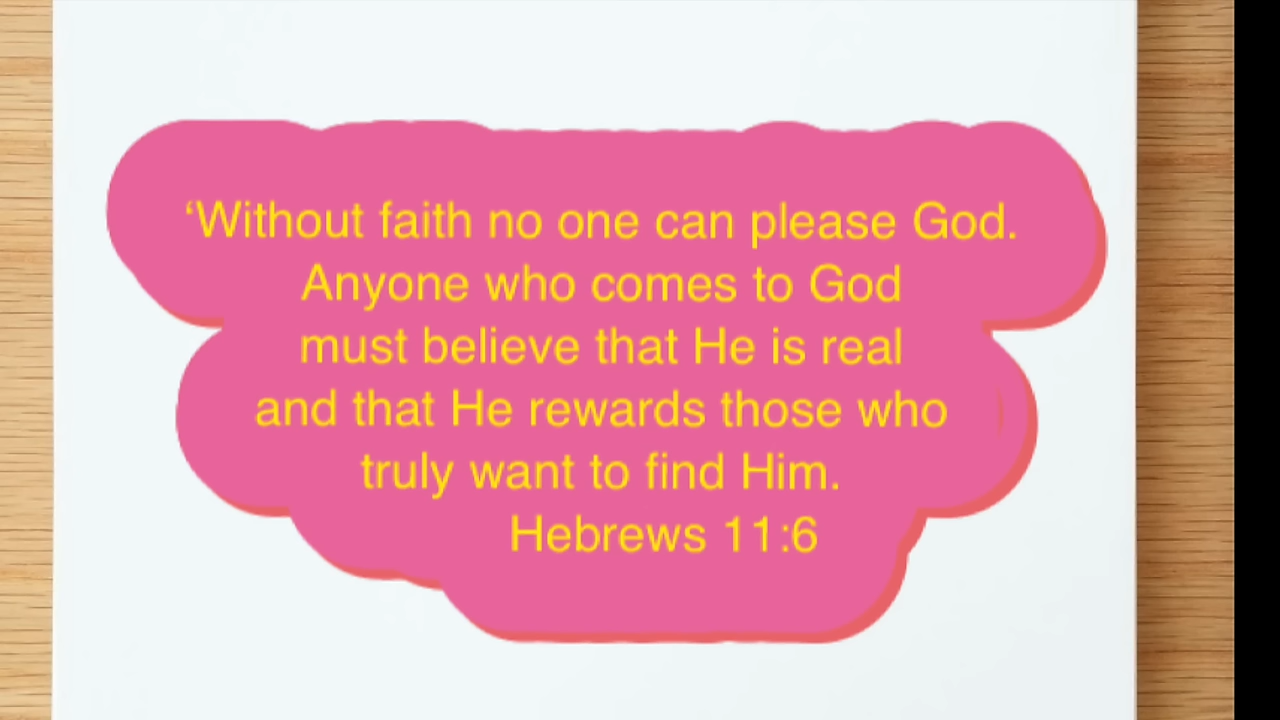 ‘Without faith no one can please God.
Anyone who comes to God
must believe that He is real
and that He rewards those who
truly want to find Him.
Hebrews 11:6